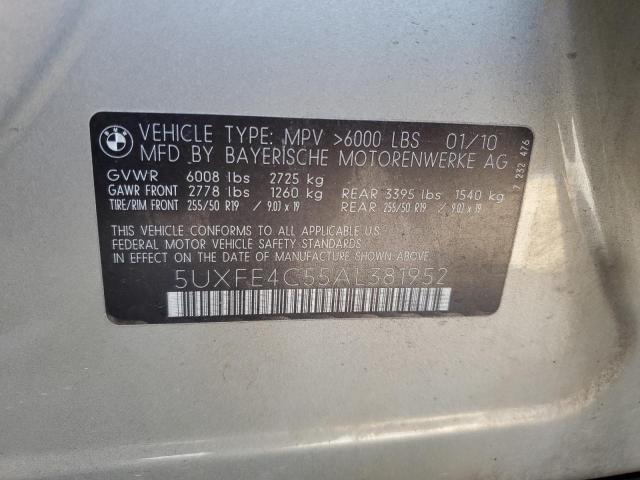 BMW
VEHICLE TYPE: MPV >6000 LBS 01/10
MFD BY BAYERISCHE MOTORENWERKE AG
GVWR 6008 lbs 2725 kg
GAWR FRONT 2778 lbs 1260 kg REAR 3395 lbs 1540 kg
TIRE/RIM FRONT 255/50 R19 / 9.0J x 19 REAR 255/50 R19 / 9.0J x 19
THIS VEHICLE CONFORMS TO ALL APPLICABLE U.S.
FEDERAL MOTOR VEHICLE SAFETY STANDARDS
IN EFFECT ON THE DATE OF MANUFACTURE SHOWN ABOVE.
5UXFE4C55AL381952
7 232 476